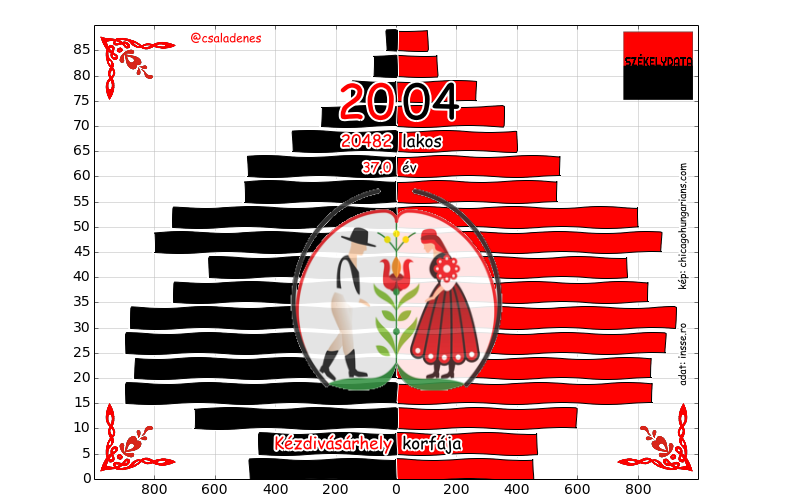 @csaladenes
SZÉKELYDATA
2004
20482 lakos
37.0 év
kép: chicagohungarians.com
adat: insse.ro
Kézdivásárhely korfája
85
80
75
70
65
60
55
50
45
40
35
30
25
20
15
10
5
0
800 600 400 200 0 200 400 600 800